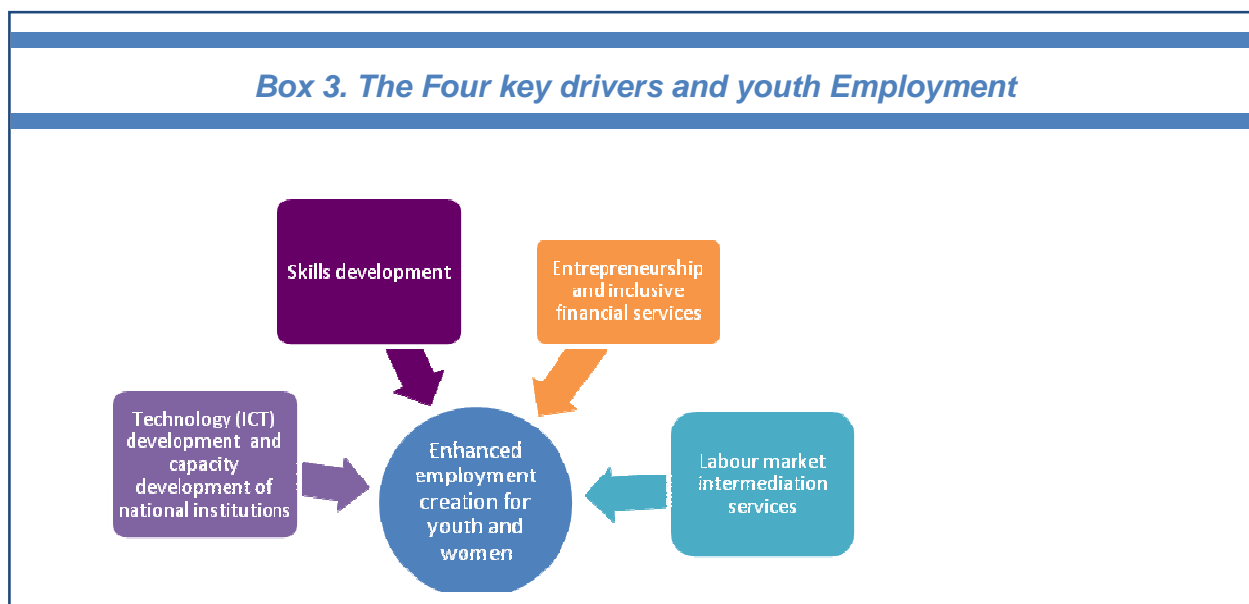 Box 3. The Four key drivers and youth Employment
Skills development
Entrepreneurship
and inclusive
financial services
Technology (ICT)
development and
capacity
development of
national institutions
Enhanced
employment
creation for
youth and
women
Labour market
intermediation
services